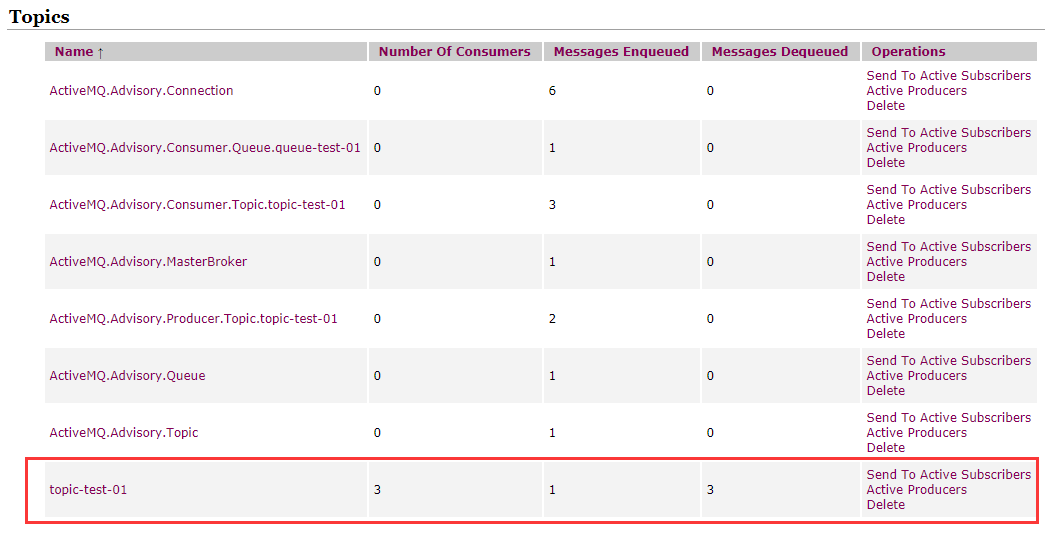 Topics
Name ↑ Number Of Consumers Messages Enqueued Messages Dequeued Operations
ActiveMQ.Advisory.Connection 0 6 0 Send To Active Subscribers
Active Producers
Delete
ActiveMQ.Advisory.Consumer.Queue.queue-test-01 0 1 0 Send To Active Subscribers
Active Producers
Delete
ActiveMQ.Advisory.Consumer.Topic.topic-test-01 0 3 0 Send To Active Subscribers
Active Producers
Delete
ActiveMQ.Advisory.MasterBroker 0 1 0 Send To Active Subscribers
Active Producers
Delete
ActiveMQ.Advisory.Producer.Topic.topic-test-01 0 2 0 Send To Active Subscribers
Active Producers
Delete
ActiveMQ.Advisory.Queue 0 1 0 Send To Active Subscribers
Active Producers
Delete
ActiveMQ.Advisory.Topic 0 1 0 Send To Active Subscribers
Active Producers
Delete
topic-test-01 3 1 3 Send To Active Subscribers
Active Producers
Delete